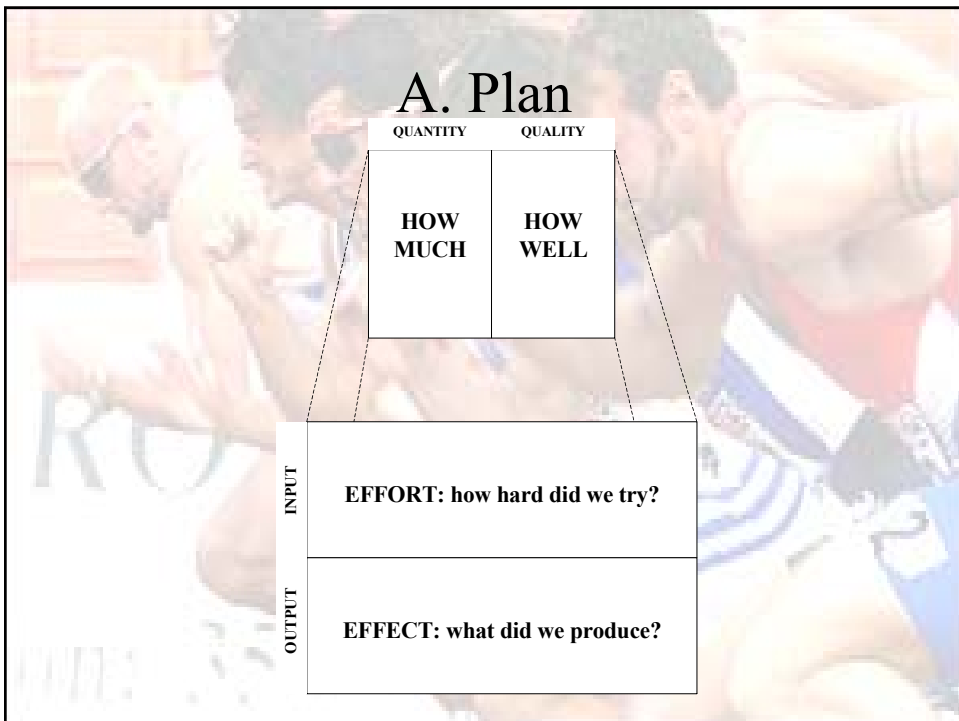 A. Plan
QUANTITY QUALITY
HOW MUCH
HOW WELL
INPUT
EFFORT: how hard did we try?
OUTPUT
EFFECT: what did we produce?